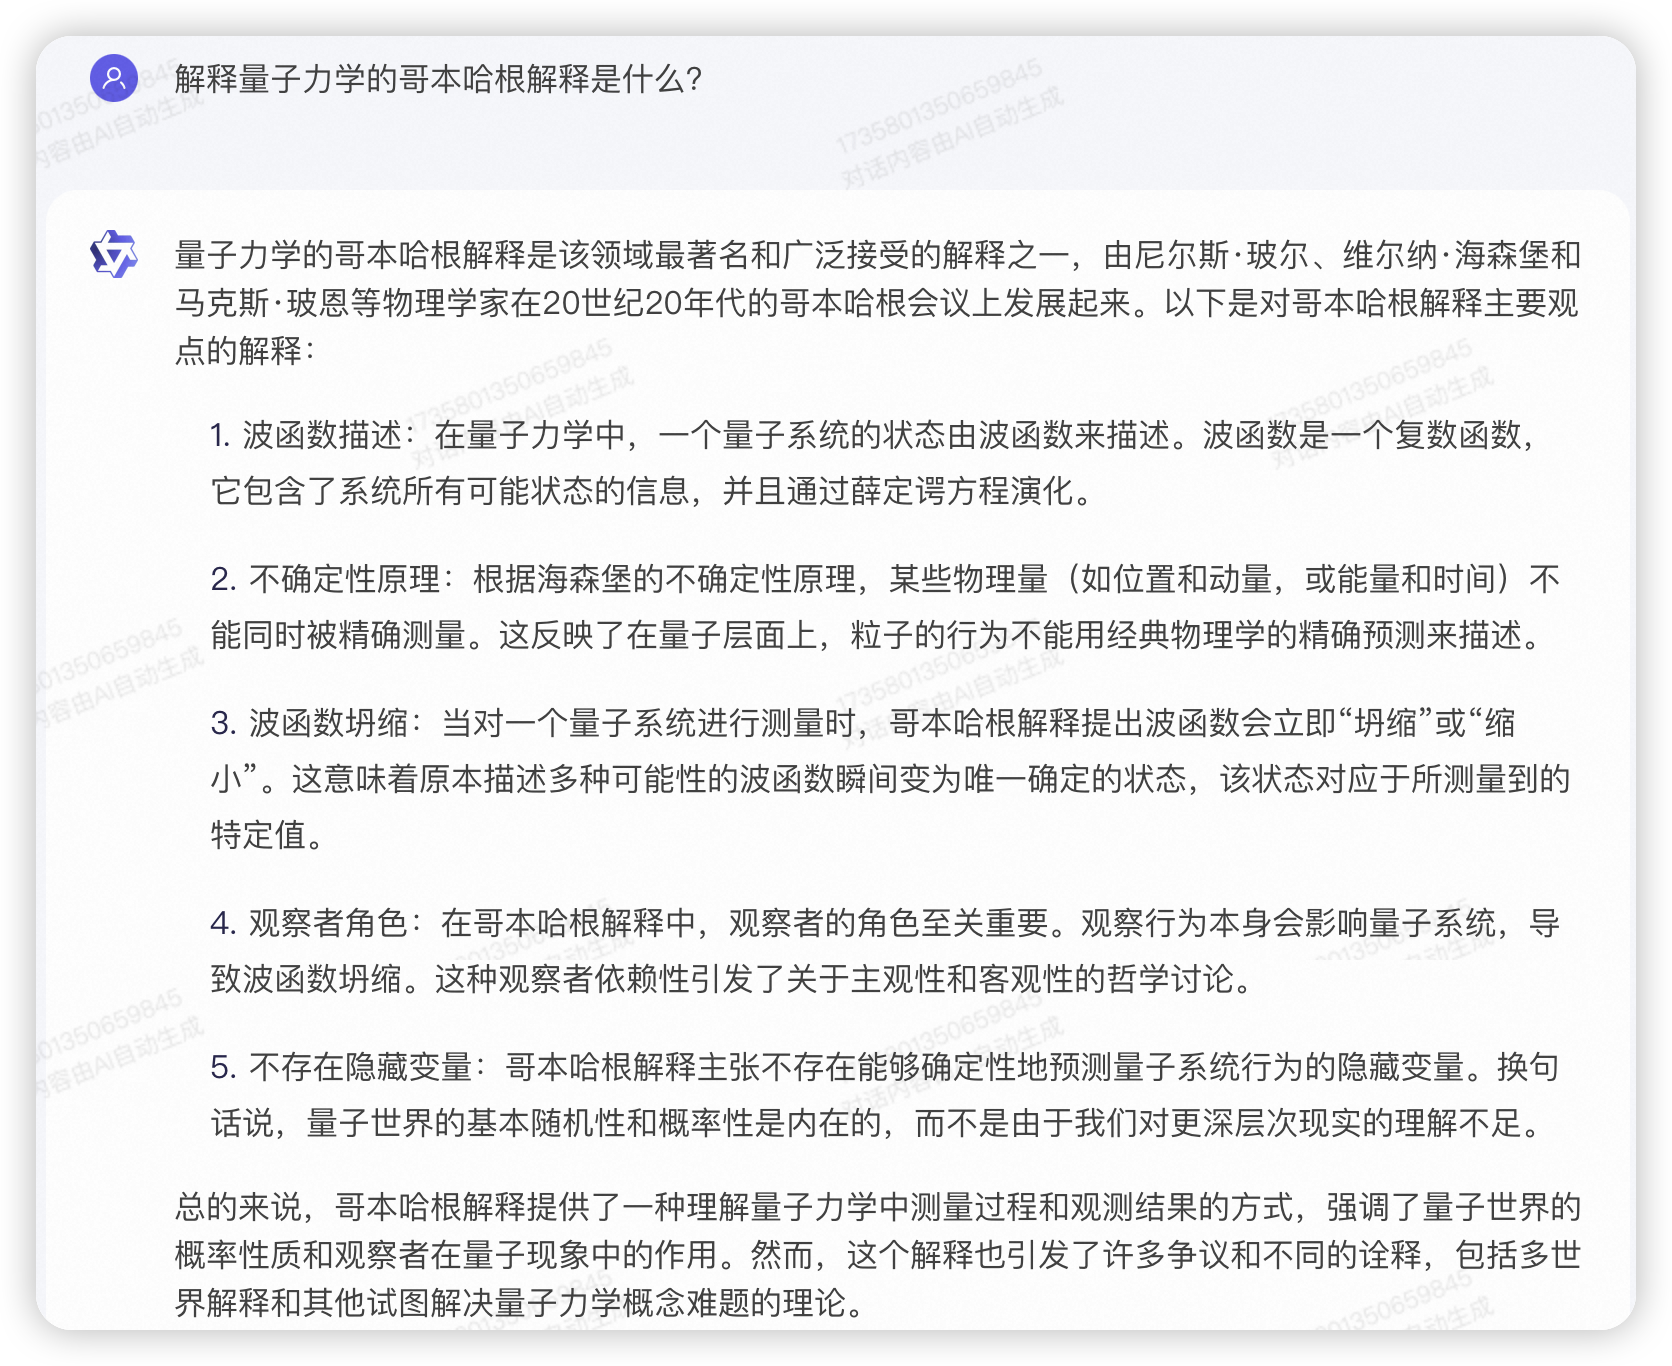 解释量子力学的哥本哈根解释是什么?
1735801350659845
对话内容由AI自动生成
量子力学的哥本哈根解释是该领域最著名和广泛接受的解释之一，由尼尔斯·玻尔、维尔纳·海森堡和
马克斯·玻恩等物理学家在20世纪20年代的哥本哈根会议上发展起来。以下是对哥本哈根解释主要观
点的解释：
1. 波函数描述：在量子力学中，一个量子系统的状态由波函数来描述。波函数是一个复数函数，
它包含了系统所有可能状态的信息，并且通过薛定谔方程演化。
2. 不确定性原理：根据海森堡的不确定性原理，某些物理量（如位置和动量，或能量和时间）不
能同时被精确测量。这反映了在量子层面上，粒子的行为不能用经典物理学的精确预测来描述。
3. 波函数坍缩：当对一个量子系统进行测量时，哥本哈根解释提出波函数会立即“坍缩”或“缩
小”。这意味着原本描述多种可能性的波函数瞬间变为唯一确定的状态，该状态对应于所测量到的
特定值。
4. 观察者角色：在哥本哈根解释中，观察者的角色至关重要。观察行为本身会影响量子系统，导
致波函数坍缩。这种观察者依赖性引发了关于主观性和客观性的哲学讨论。
5. 不存在隐藏变量：哥本哈根解释主张不存在能够确定性地预测量子系统行为的隐藏变量。换句
话说，量子世界的基本随机性和概率性是内在的，而不是由于我们对更深层次现实的理解不足。
总的来说，哥本哈根解释提供了一种理解量子力学中测量过程和观测结果的方式，强调了量子世界的
概率性质和观察者在量子现象中的作用。然而，这个解释也引发了许多争议和不同的诠释，包括多世
界解释和其他试图解决量子力学概念难题的理论。